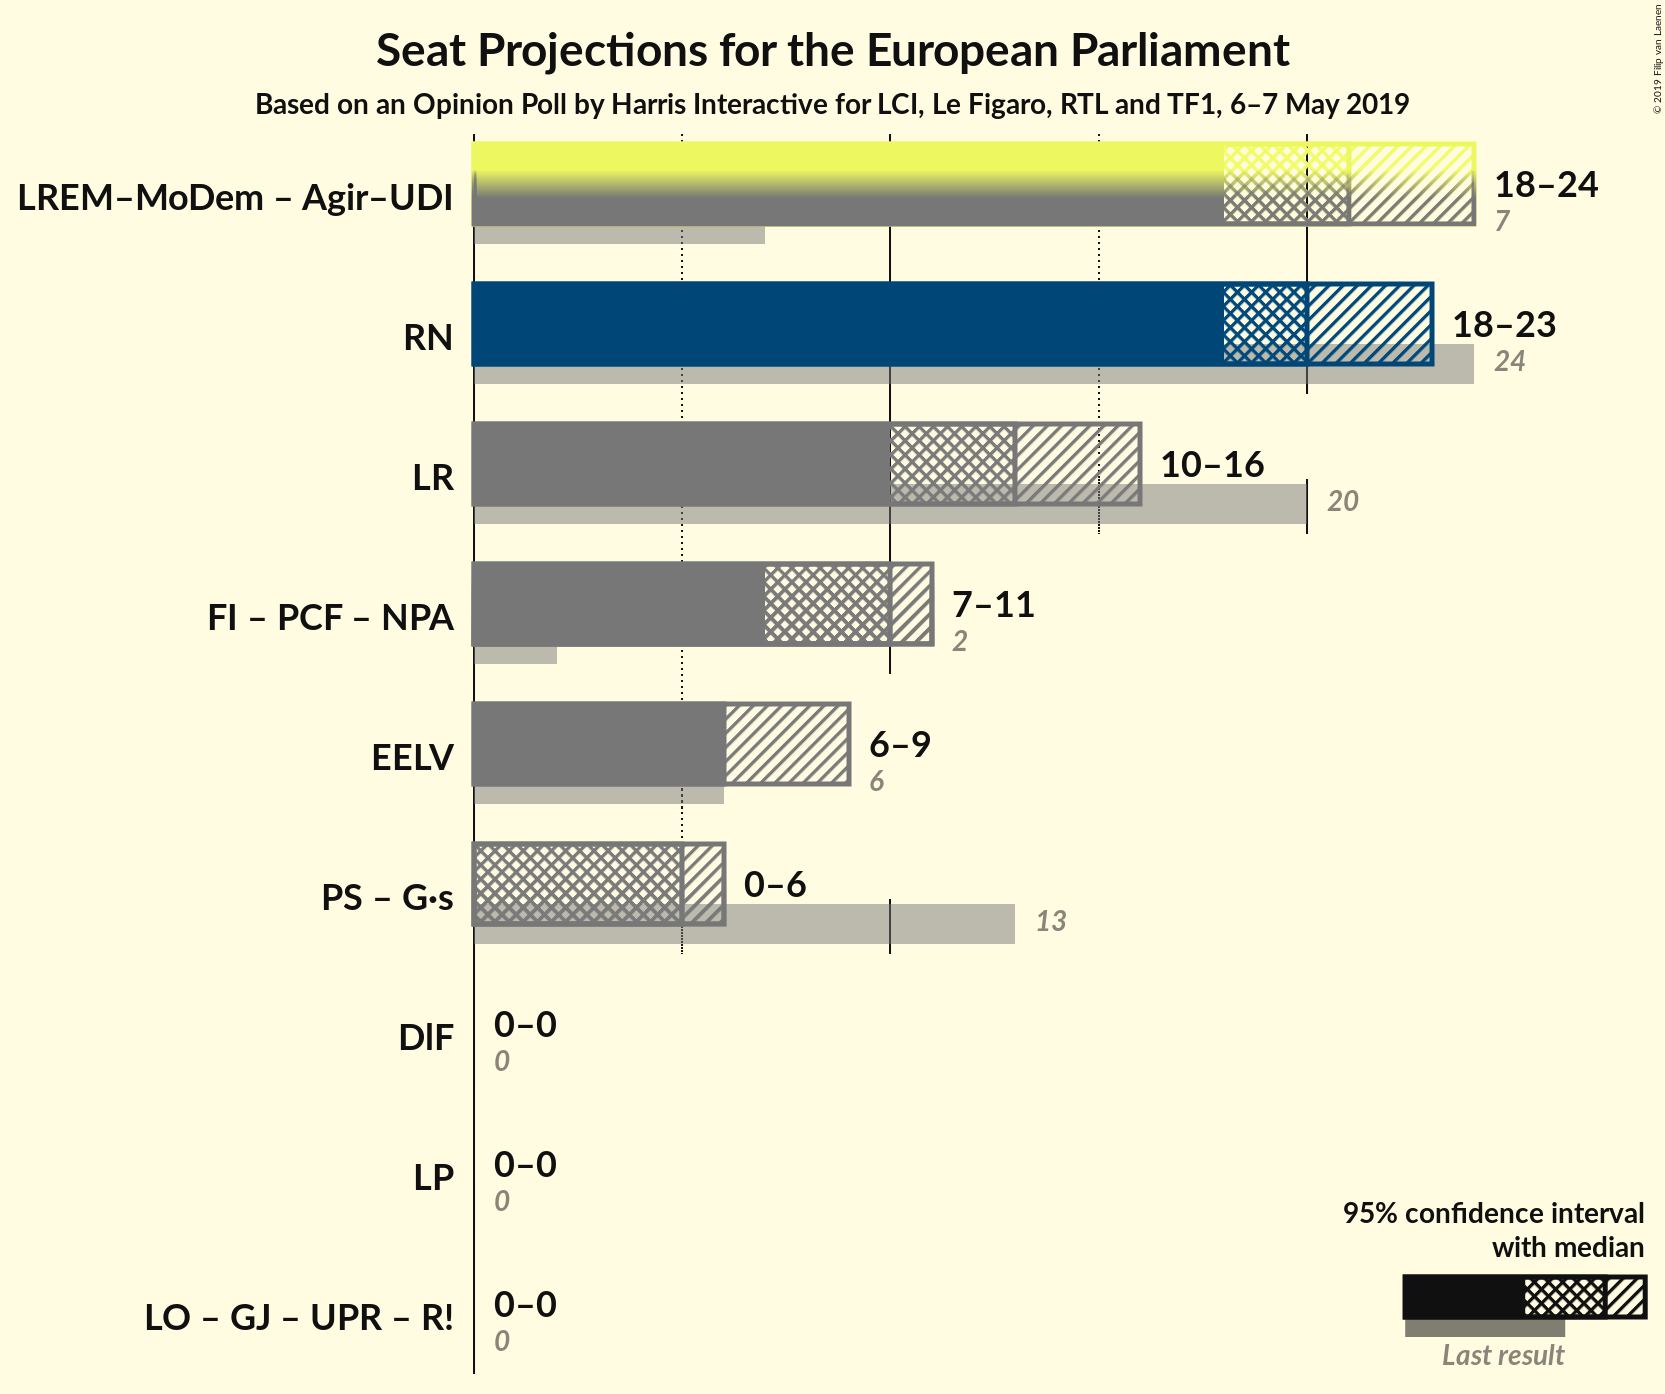 Seat Projections for the European Parliament
Based on an Opinion Poll by Harris Interactive for LCI, Le Figaro, RTL and TF1, 6–7 May 2019
© 2019 Filip van Laenen
LREM–MoDem – Agir–UDI
18–24
7
RN
18–23
24
LR
10–16
20
FI – PCF – NPA
7–11
2
EELV
6–9
6
PS – G·s
0–6
13
DlF
0–0
0
LP
0–0
0
LO – GJ – UPR – R!
0–0
0
95% confidence interval
with median
Last result